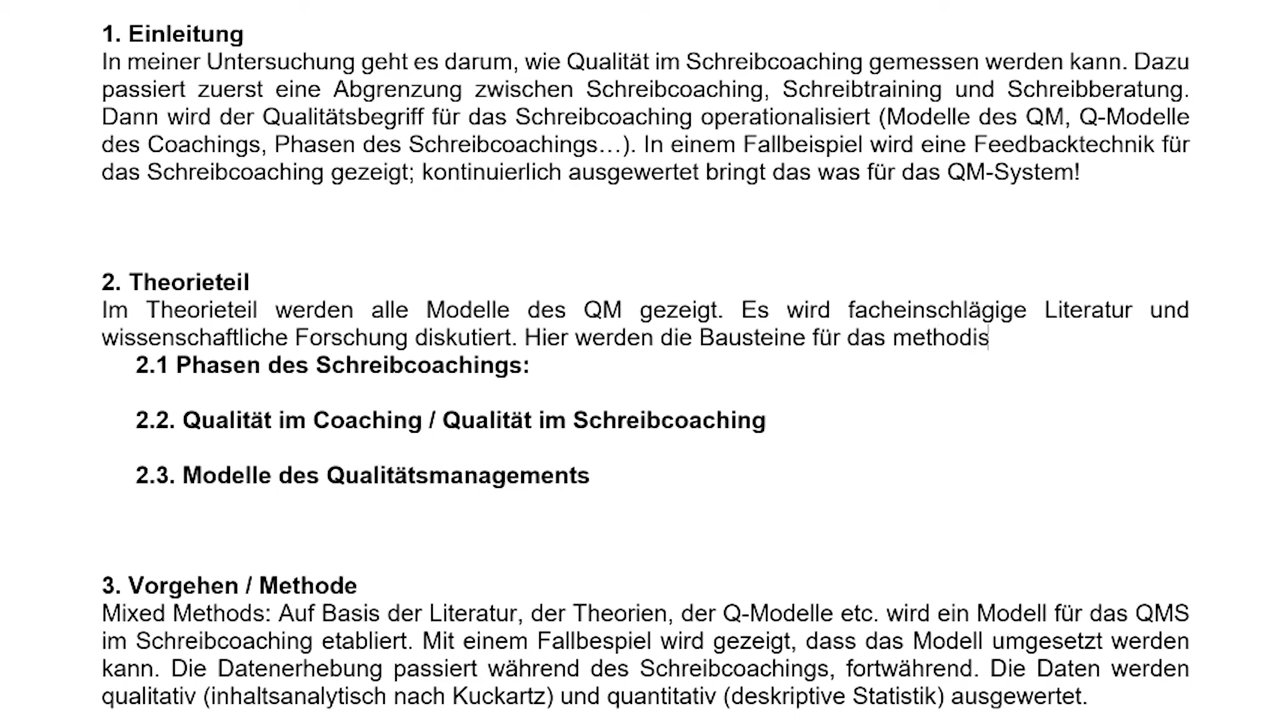 1. Einleitung
In meiner Untersuchung geht es darum, wie Qualität im Schreibcoaching gemessen werden kann. Dazu
passiert zuerst eine Abgrenzung zwischen Schreibcoaching, Schreibtraining und Schreibberatung.
Dann wird der Qualitätsbegriff für das Schreibcoaching operationalisiert (Modelle des QM, Q-Modelle
des Coachings, Phasen des Schreibcoachings…). In einem Fallbeispiel wird eine Feedbacktechnik für
das Schreibcoaching gezeigt; kontinuierlich ausgewertet bringt das was für das QM-System!
2. Theorieteil
Im Theorieteil werden alle Modelle des QM gezeigt. Es wird facheinschlägige Literatur und
wissenschaftliche Forschung diskutiert. Hier werden die Bausteine für das methodis
2.1 Phasen des Schreibcoachings:
2.2. Qualität im Coaching / Qualität im Schreibcoaching
2.3. Modelle des Qualitätsmanagements
3. Vorgehen / Methode
Mixed Methods: Auf Basis der Literatur, der Theorien, der Q-Modelle etc. wird ein Modell für das QMS
im Schreibcoaching etabliert. Mit einem Fallbespiel wird gezeigt, dass das Modell umgesetzt werden
kann. Die Datenerhebung passiert während des Schreibcoachings, fortwährend. Die Daten werden
qualitativ (inhaltsanalytisch nach Kuckartz) und quantitativ (deskriptive Statistik) ausgewertet.